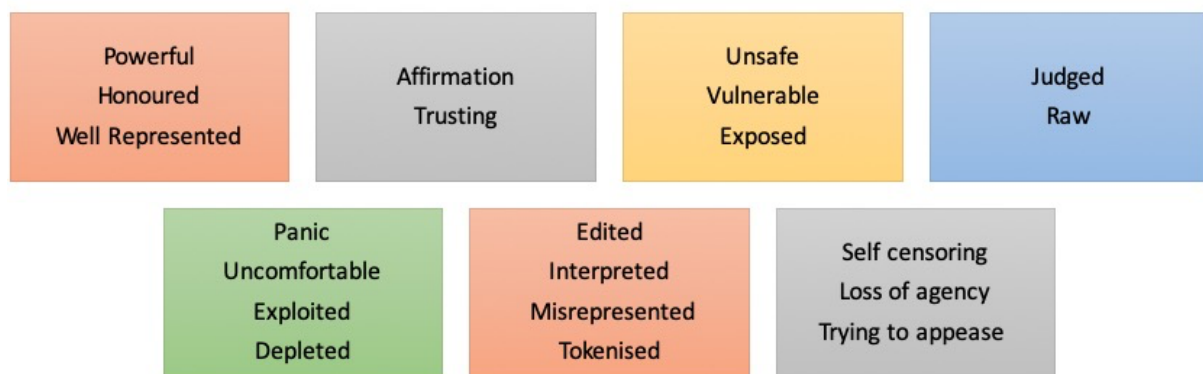 Powerful
Honoured
Well Represented
Affirmation
Trusting
Unsafe
Vulnerable
Exposed
Judged
Raw
Panic
Uncomfortable
Exploited
Depleted
Edited
Interpreted
Misrepresented
Tokenised
Self censoring
Loss of agency
Trying to appease